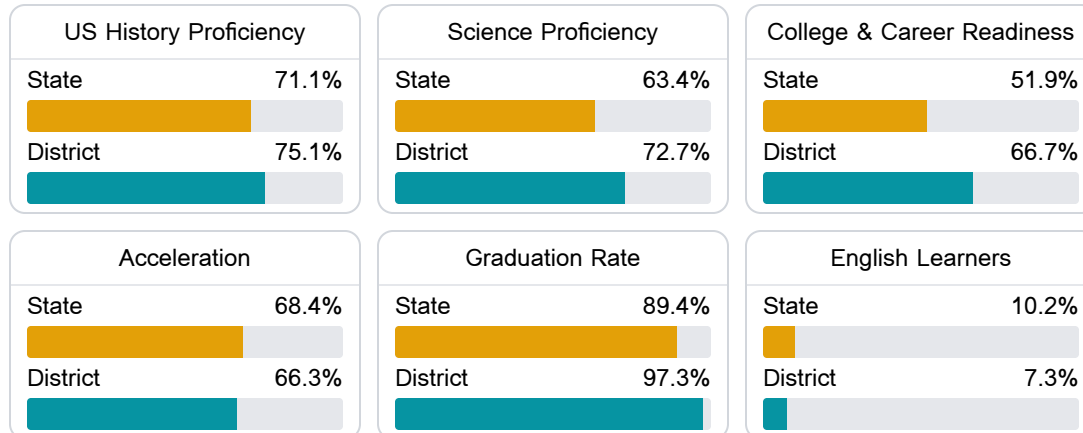 US History Proficiency
State 71.1%
District 75.1%
Science Proficiency
State 63.4%
District 72.7%
College & Career Readiness
State 51.9%
District 66.7%
Acceleration
State 68.4%
District 66.3%
Graduation Rate
State 89.4%
District 97.3%
English Learners
State 10.2%
District 7.3%